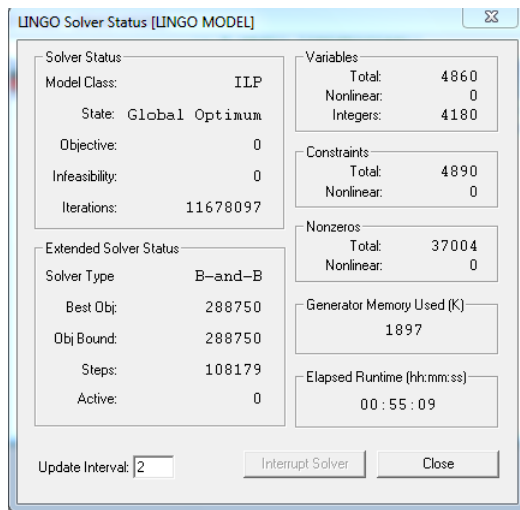 LINGO Solver Status [LINGO MODEL]
Solver Status
Model Class: ILP
State: Global Optimum
Objective: 0
Infeasibility: 0
Iterations: 11678097
Extended Solver Status
Solver Type B-and-B
Best Obj: 288750
Obj Bound: 288750
Steps: 108179
Active: 0
Variables
Total: 4860
Nonlinear: 0
Integers: 4180
Constraints
Total: 4890
Nonlinear: 0
Nonzeros
Total: 37004
Nonlinear: 0
Generator Memory Used (K)
1897
Elapsed Runtime (hh:mm:ss)
00:55:09
Update Interval: 2
Interrupt Solver
Close